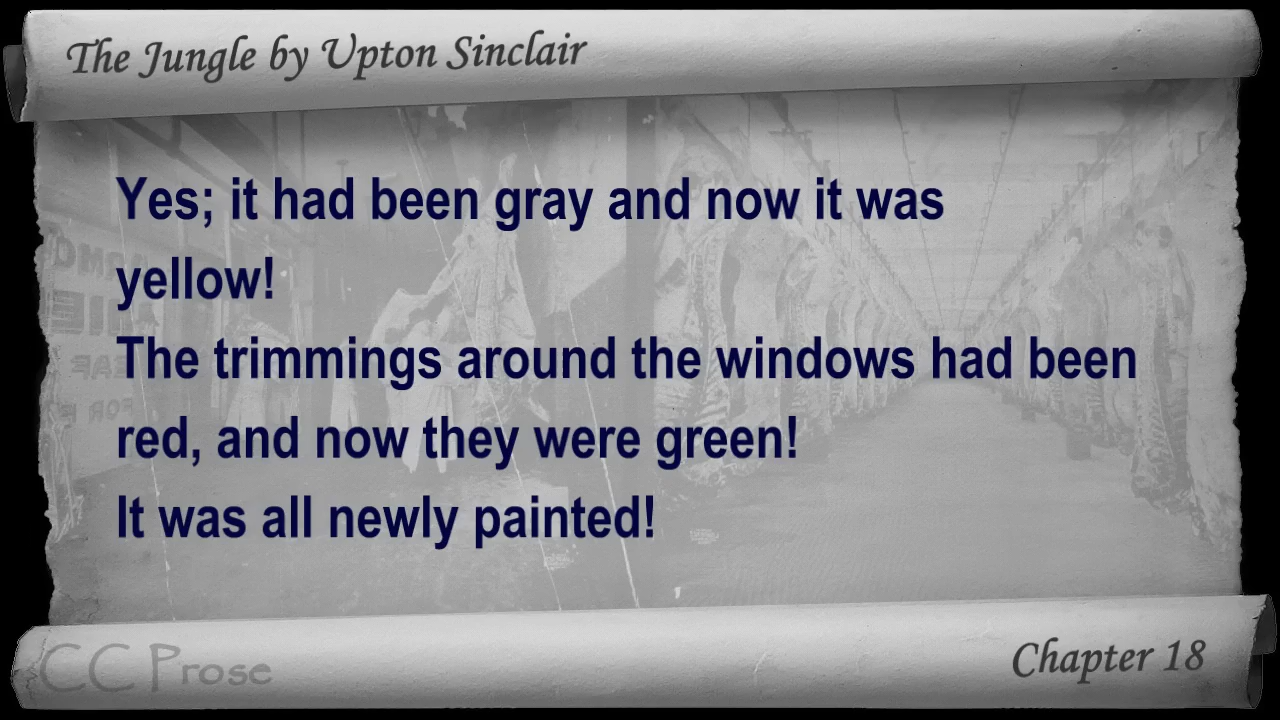 The Jungle by Upton Sinclair
Yes; it had been gray and now it was
yellow!
The trimmings around the windows had been
red, and now they were green!
It was all newly painted!
CC Prose
Chapter 18